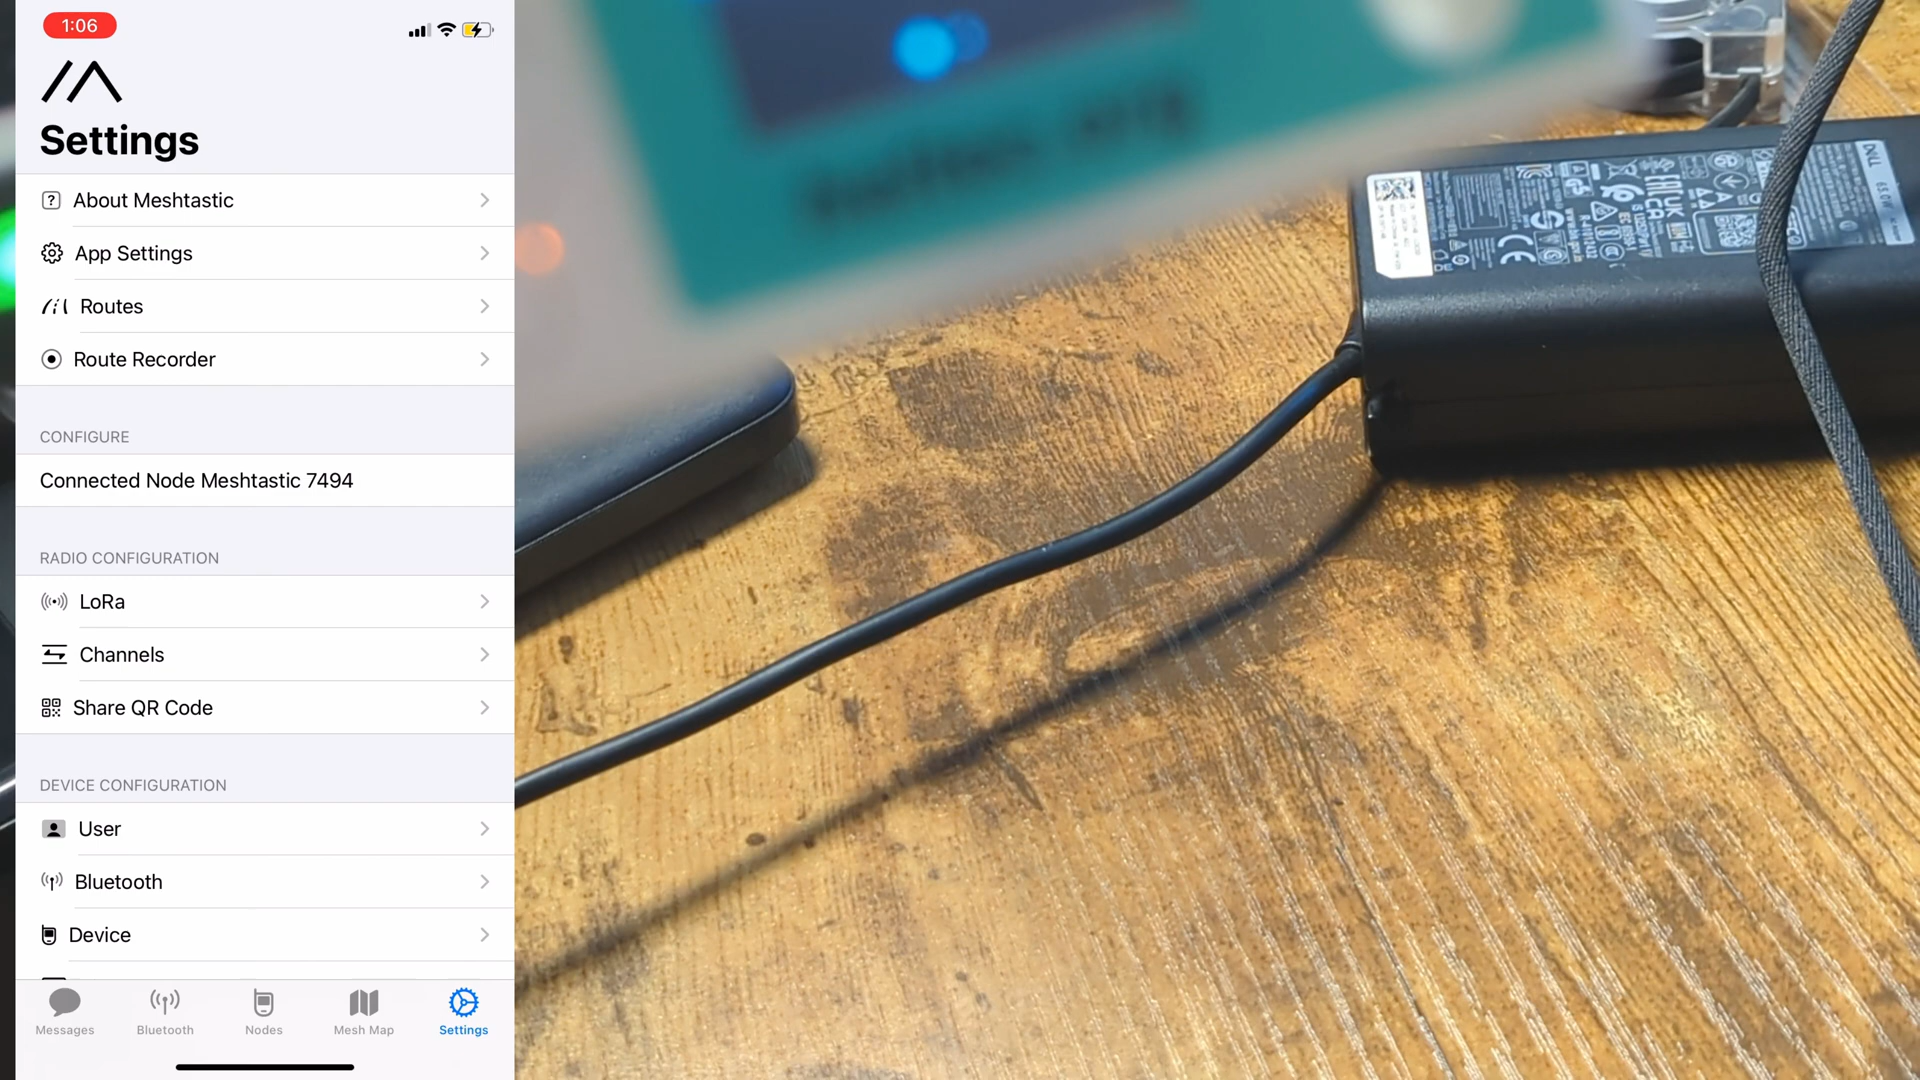 1:06
Settings
About Meshtastic
App Settings
Routes
Route Recorder
CONFIGURE
Connected Node Meshtastic 7494
RADIO CONFIGURATION
LoRa
Channels
Share QR Code
DEVICE CONFIGURATION
User
Bluetooth
Device
Messages
Bluetooth
Nodes
Mesh Map
Settings
DELL